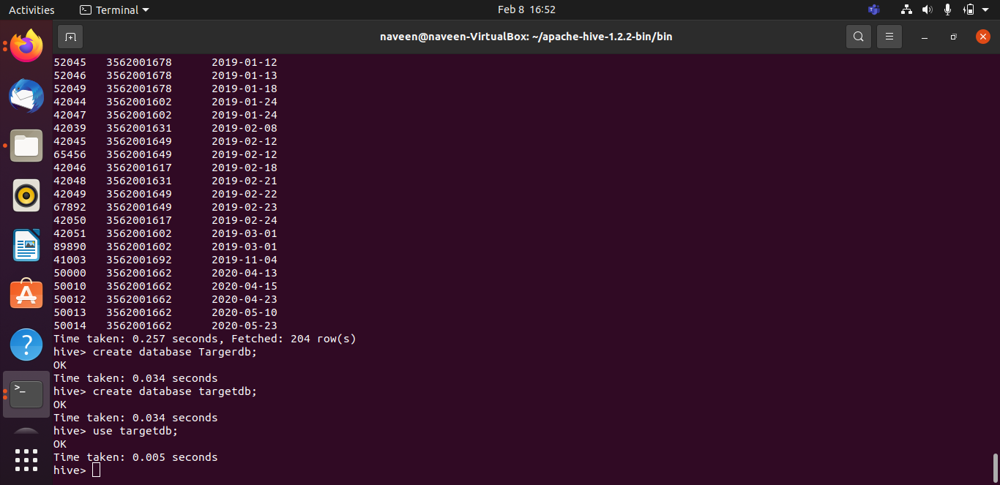 Activities
Terminal
Feb 8 16:52
naveen@naveen-VirtualBox: ~/apache-hive-1.2.2-bin/bin
52045 3562001678 2019-01-12
52046 3562001678 2019-01-13
52049 3562001678 2019-01-18
42044 3562001602 2019-01-24
42047 3562001602 2019-01-24
42039 3562001631 2019-02-08
42045 3562001649 2019-02-12
65456 3562001649 2019-02-12
42046 3562001617 2019-02-18
42048 3562001631 2019-02-21
42049 3562001649 2019-02-22
67892 3562001649 2019-02-23
42050 3562001617 2019-02-24
42051 3562001602 2019-03-01
89890 3562001602 2019-03-01
41003 3562001692 2019-11-04
50000 3562001662 2020-04-13
50010 3562001662 2020-04-15
50012 3562001662 2020-04-23
50013 3562001662 2020-05-10
50014 3562001662 2020-05-23
Time taken: 0.257 seconds, Fetched: 204 row(s)
hive> create database Targerdb;
OK
Time taken: 0.034 seconds
hive> create database targetdb;
OK
Time taken: 0.034 seconds
hive> use targetdb;
OK
Time taken: 0.005 seconds
hive>